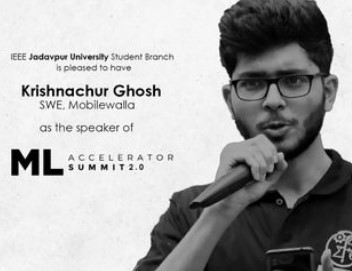 IEEE Jadavpur University Student Branch
is pleased to have
Krishnachur Ghosh
SWE, Mobilewalla
as the speaker of
ML ACCELERATOR
SUMMIT 2.0